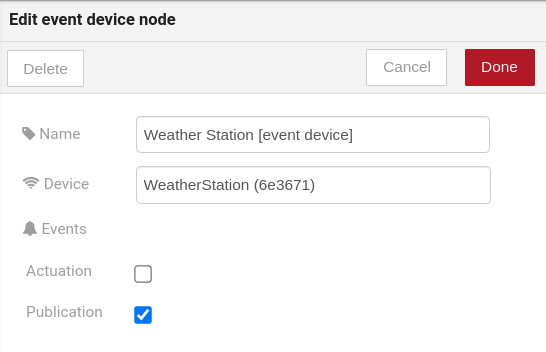 Edit event device node
Delete Cancel Done
Name Weather Station [event device]
Device WeatherStation (6e3671)
Events
Actuation
Publication